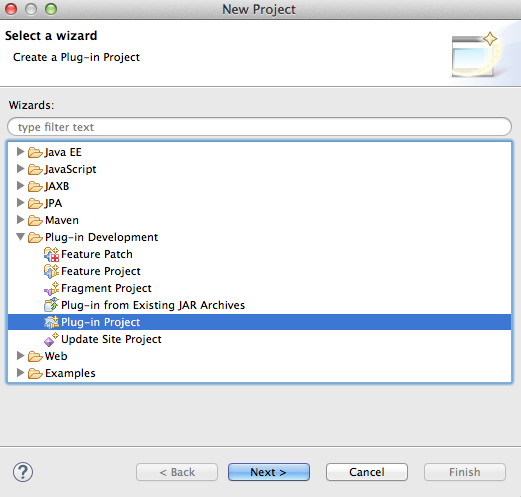 New Project
Select a wizard
Create a Plug-in Project
Wizards:
type filter text
Java EE
JavaScript
JAXB
JPA
Maven
Plug-in Development
Feature Patch
Feature Project
Fragment Project
Plug-in from Existing JAR Archives
Plug-in Project
Update Site Project
Web
Examples
?
< Back
Next >
Cancel
Finish